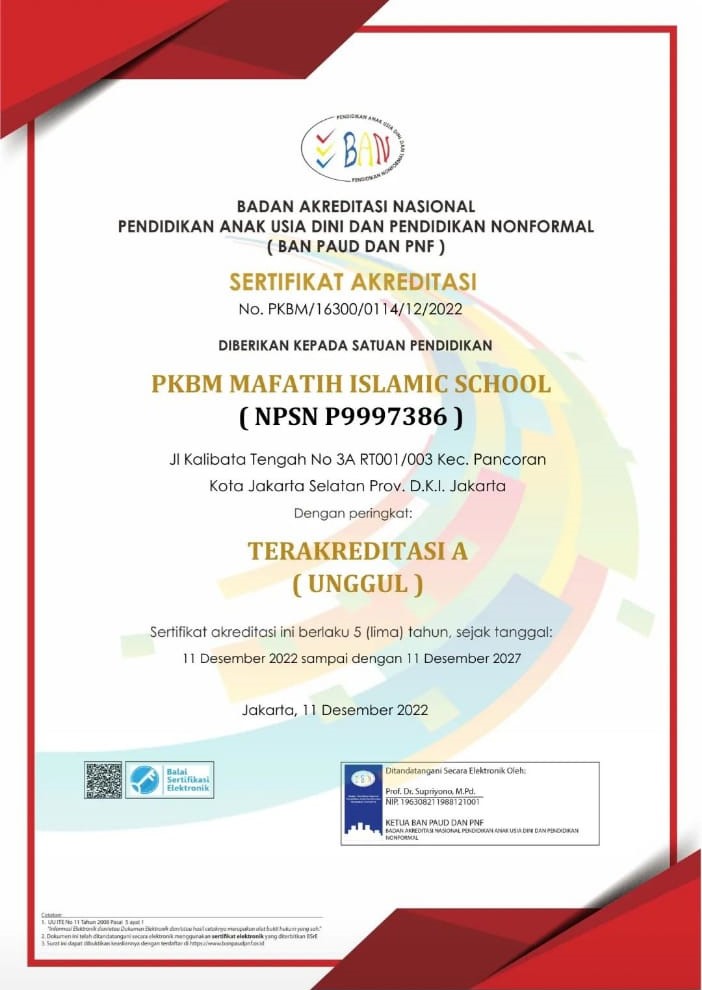 PENDIDIKAN ANAK USIA DINI DAN
BAN
PENDIDIKAN NONFORMAL
BADAN AKREDITASI NASIONAL
PENDIDIKAN ANAK USIA DINI DAN PENDIDIKAN NONFORMAL
( BAN PAUD DAN PNF )
SERTIFIKAT AKREDITASI
No. PKBM/16300/0114/12/2022
DIBERIKAN KEPADA SATUAN PENDIDIKAN
PKBM MAFATIH ISLAMIC SCHOOL
( NPSN P9997386 )
Jl Kalibata Tengah No 3A RT001/003 Kec. Pancoran
Kota Jakarta Selatan Prov. D.K.I. Jakarta
Dengan peringkat:
TERAKREDITASI A
( UNGGUL )
Sertifikat akreditasi ini berlaku 5 (lima) tahun, sejak tanggal:
11 Desember 2022 sampai dengan 11 Desember 2027
Jakarta, 11 Desember 2022
Balai
Sertifikasi
Elektronik
Ditandatangani Secara Elektronik Oleh:
Prof. Dr. Supriyono, M.Pd.
NIP. 196308211988121001
KETUA BAN PAUD DAN PNF
BADAN AKREDITASI NASIONAL PENDIDIKAN ANAK USIA DINI DAN PENDIDIKAN
NONFORMAL
Catatan:
1. UU ITE No 11 Tahun 2008 Pasal 5 ayat 1
"Informasi Elektronik dan/atau Dokumen Elektronik dan/atau hasil cetaknya merupakan alat bukti hukum yang sah."
2. Dokumen ini telah ditandatangani secara elektronik menggunakan sertifikat elektronik yang diterbitkan BSrE
3. Surat ini dapat dibuktikan keasliannya dengan terdaftar di